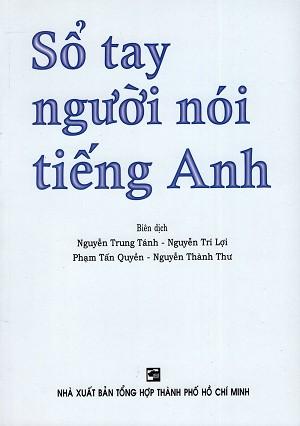 Sổ tay
người nói
tiếng Anh
Biên dịch
Nguyễn Trung Tánh - Nguyễn Trí Lợi
Phạm Tấn Quyền - Nguyễn Thành Thư
NHÀ XUẤT BẢN TỔNG HỢP THÀNH PHỐ HỒ CHÍ MINH